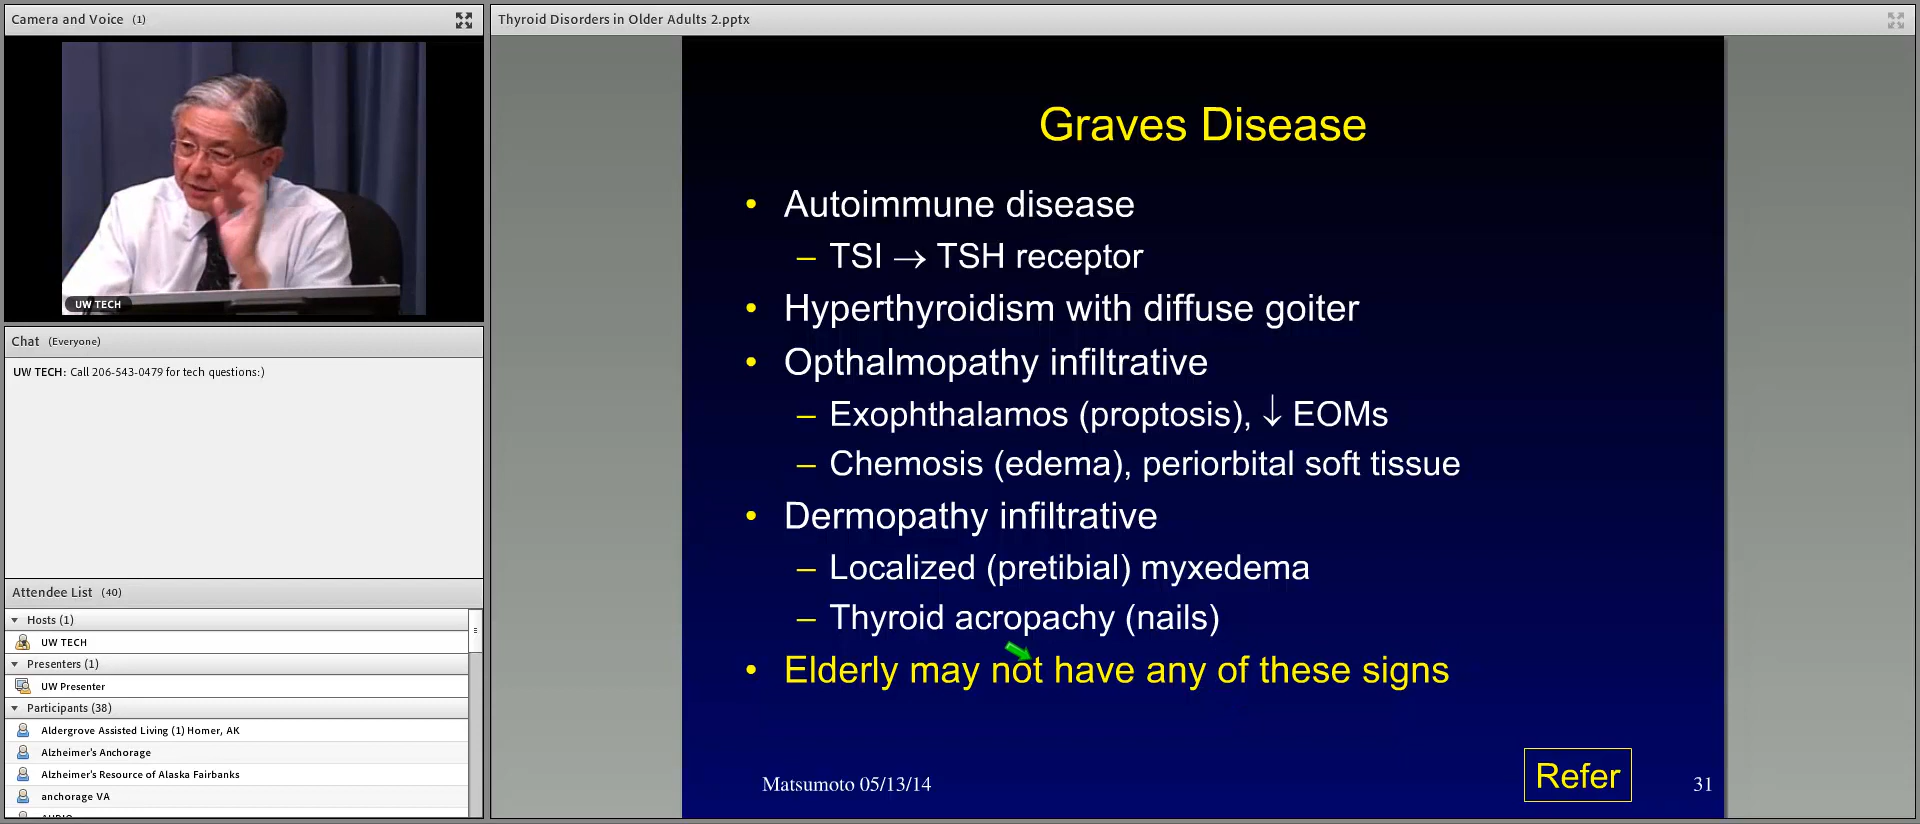 Camera and Voice (1)
UW TECH
Chat (Everyone)
UW TECH: Call 206-543-0479 for tech questions:)
Attendee List (40)
Hosts (1)
UW TECH
Presenters (1)
UW Presenter
Participants (38)
Aldergrove Assisted Living (1) Homer, AK
Alzheimer's Anchorage
Alzheimer's Resource of Alaska Fairbanks
anchorage VA
Thyroid Disorders in Older Adults 2.pptx
Graves Disease
• Autoimmune disease
– TSI → TSH receptor
• Hyperthyroidism with diffuse goiter
• Opthalmopathy infiltrative
– Exophthalamos (proptosis), ↓ EOMs
– Chemosis (edema), periorbital soft tissue
• Dermopathy infiltrative
– Localized (pretibial) myxedema
– Thyroid acropachy (nails)
• Elderly may not have any of these signs
Matsumoto 05/13/14
Refer
31